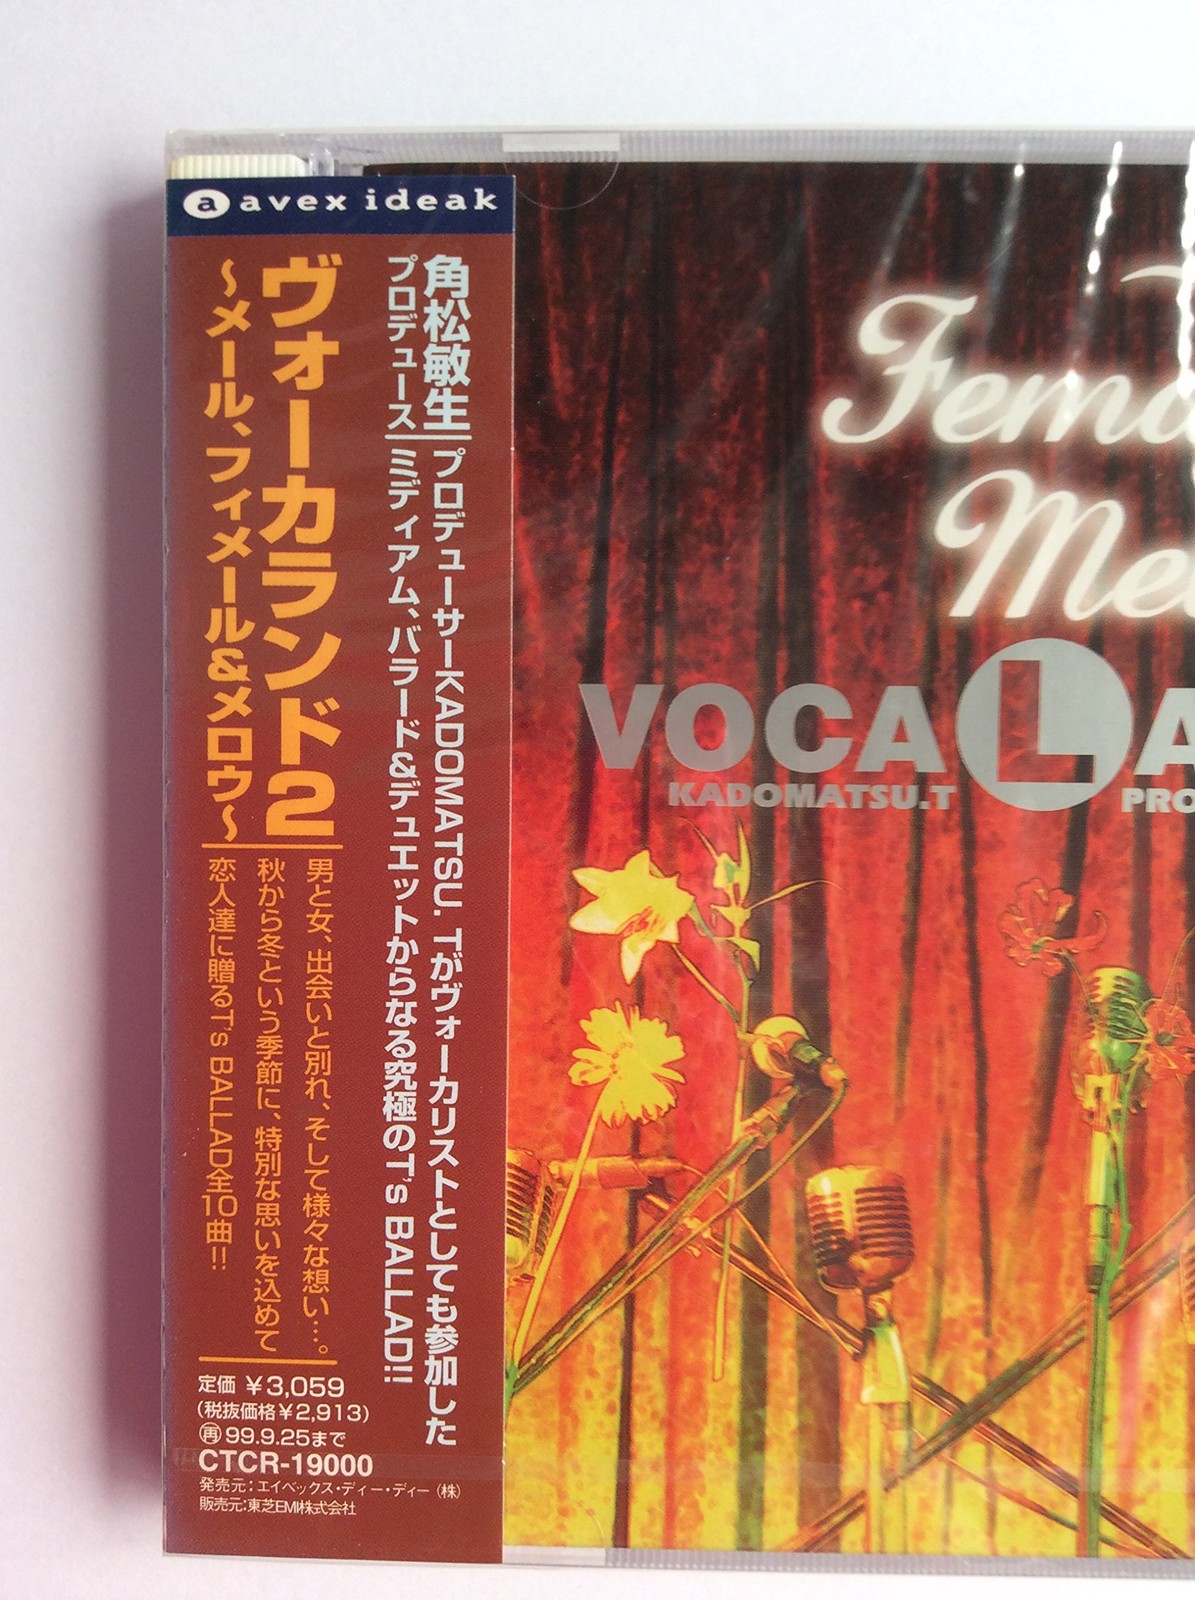 avex ideak
角松敏生
プロデュース
プロデューサーKADOMATSU. Tがヴォーカリストとしても参加した
ミディアム、バラード&デュエットからなる究極のT's BALLAD!!
ヴォーカランド2
〜メール、フィメール&メロウ〜
男と女、出会いと別れ、そして様々な想い…。
秋から冬という季節に、特別な思いを込めて
恋人達に贈るT's BALLAD全10曲!!
定価 ¥3,059
(税抜価格¥2,913)
再 99.9.25まで
CTCR-19000
発売元:エイベックス・ディー・ディー(株)
販売元:東芝EMI株式会社
VOCALA
KADOMATSU.T PRO